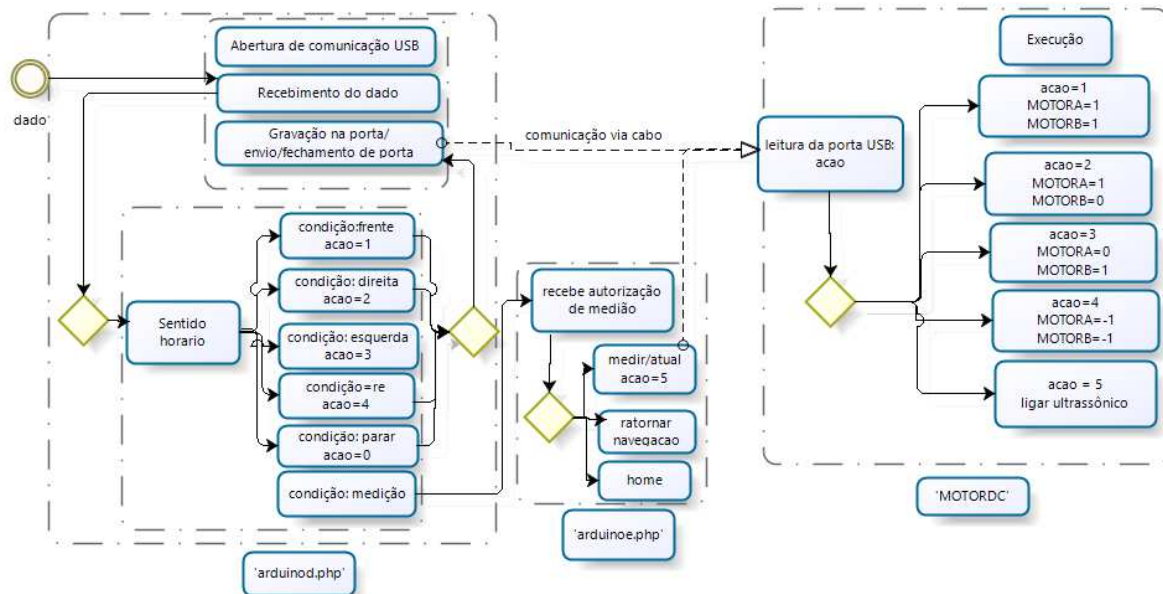 Abertura de comunicação USB
dado
Recebimento do dado
Gravação na porta/
envio/fechamento de porta
Sentido
horario
condição:frente
acao=1
condição: direita
acao=2
condição: esquerda
acao=3
condição=re
acao=4
condição: parar
acao=0
condição: medição
'arduinod.php'
comunicação via cabo
recebe autorização
de medião
medir/atual
acao=5
ratornar
navegacao
home
'arduinoe.php'
leitura da porta USB:
acao
Execução
acao=1
MOTORA=1
MOTORB=1
acao=2
MOTORA=1
MOTORB=0
acao=3
MOTORA=0
MOTORB=1
acao=4
MOTORA=-1
MOTORB=-1
acao = 5
ligar ultrassônico
'MOTORDC'